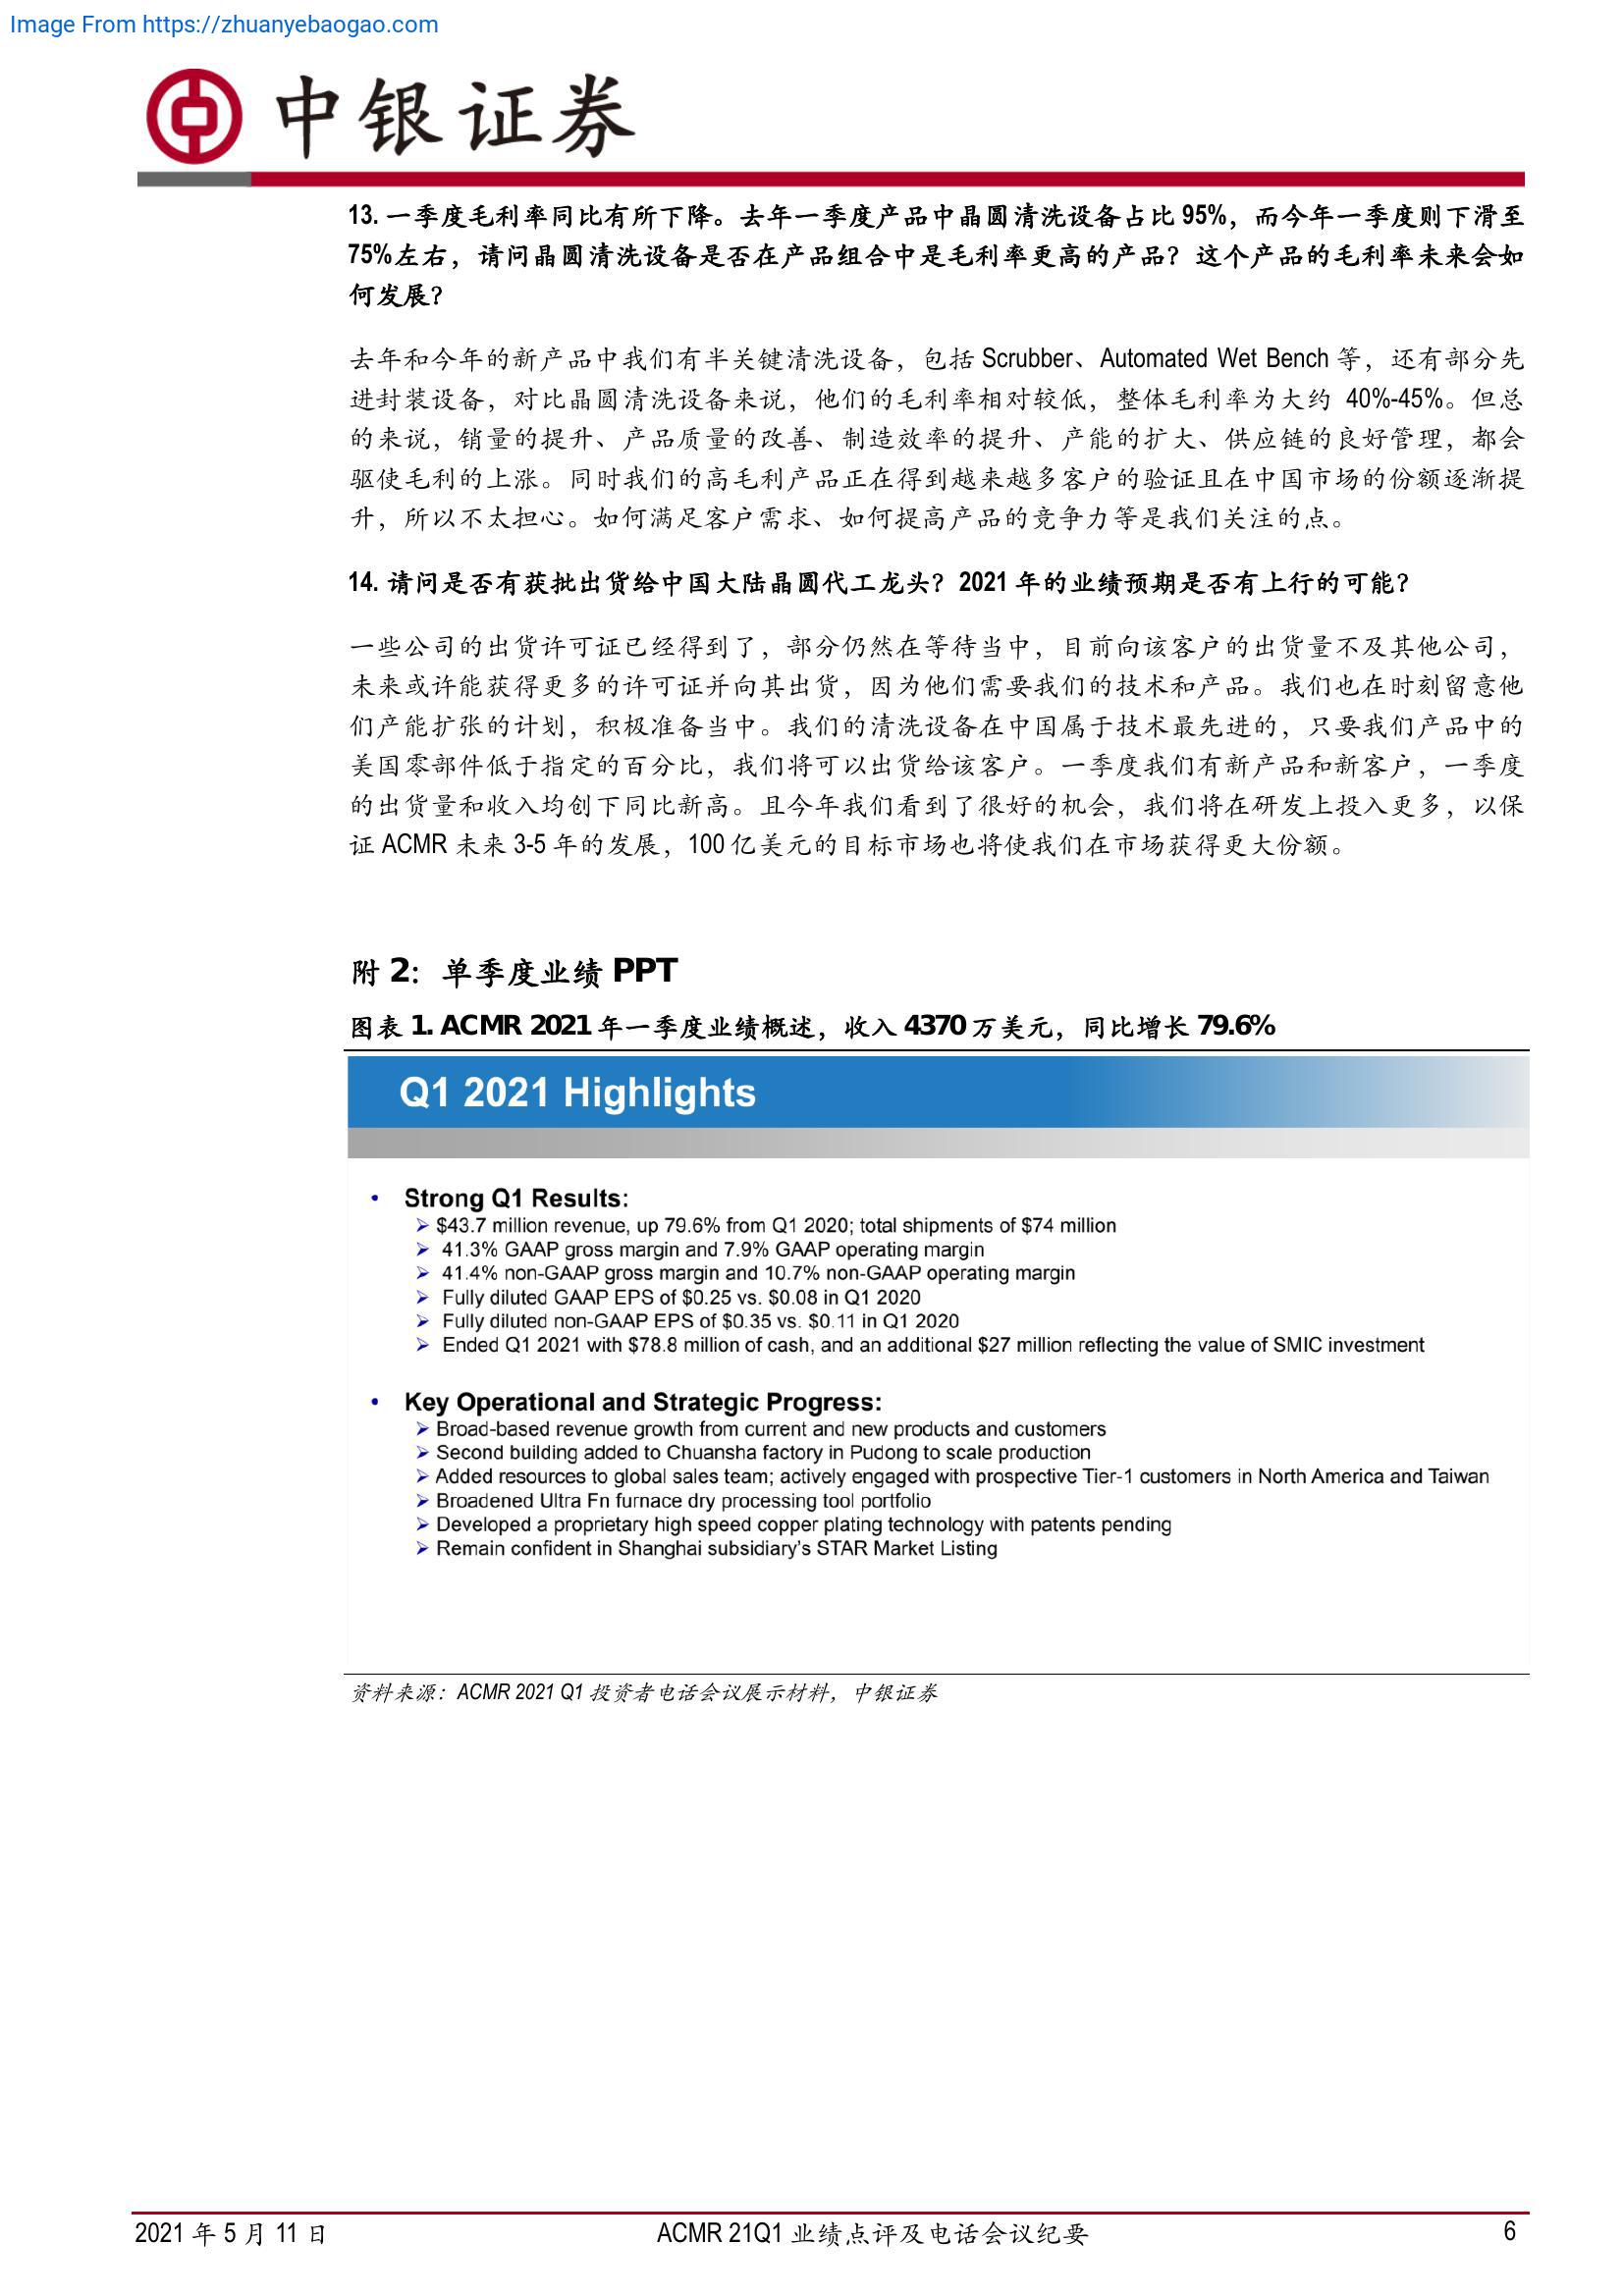 Image From https://zhuanyebaogao.com
中银证券
13. 一季度毛利率同比有所下降。去年一季度产品中晶圆清洗设备占比 95%，而今年一季度则下滑至
75%左右，请问晶圆清洗设备是否在产品组合中是毛利率更高的产品？这个产品的毛利率未来会如
何发展？
去年和今年的新产品中我们有半关键清洗设备，包括 Scrubber、Automated Wet Bench 等，还有部分先
进封装设备，对比晶圆清洗设备来说，他们的毛利率相对较低，整体毛利率为大约 40%-45%。但总
的来说，销量的提升、产品质量的改善、制造效率的提升、产能的扩大、供应链的良好管理，都会
驱使毛利的上涨。同时我们的高毛利产品正在得到越来越多客户的验证且在中国市场的份额逐渐提
升，所以不太担心。如何满足客户需求、如何提高产品的竞争力等是我们关注的点。
14. 请问是否有获批出货给中国大陆晶圆代工龙头？2021 年的业绩预期是否有上行的可能？
一些公司的出货许可证已经得到了，部分仍然在等待当中，目前向该客户的出货量不及其他公司，
未来或许能获得更多的许可证并向其出货，因为他们需要我们的技术和产品。我们也在时刻留意他
们产能扩张的计划，积极准备当中。我们的清洗设备在中国属于技术最先进的，只要我们产品中的
美国零部件低于指定的百分比，我们将可以出货给该客户。一季度我们有新产品和新客户，一季度
的出货量和收入均创下同比新高。且今年我们看到了很好的机会，我们将在研发上投入更多，以保
证 ACMR 未来 3-5 年的发展，100 亿美元的目标市场也将使我们在市场获得更大份额。
附 2：单季度业绩 PPT
图表 1. ACMR 2021 年一季度业绩概述，收入 4370 万美元，同比增长 79.6%
Q1 2021 Highlights
• Strong Q1 Results:
➢ $43.7 million revenue, up 79.6% from Q1 2020; total shipments of $74 million
➢ 41.3% GAAP gross margin and 7.9% GAAP operating margin
➢ 41.4% non-GAAP gross margin and 10.7% non-GAAP operating margin
➢ Fully diluted GAAP EPS of $0.25 vs. $0.08 in Q1 2020
➢ Fully diluted non-GAAP EPS of $0.35 vs. $0.11 in Q1 2020
➢ Ended Q1 2021 with $78.8 million of cash, and an additional $27 million reflecting the value of SMIC investment
• Key Operational and Strategic Progress:
➢ Broad-based revenue growth from current and new products and customers
➢ Second building added to Chuansha factory in Pudong to scale production
➢ Added resources to global sales team; actively engaged with prospective Tier-1 customers in North America and Taiwan
➢ Broadened Ultra Fn furnace dry processing tool portfolio
➢ Developed a proprietary high speed copper plating technology with patents pending
➢ Remain confident in Shanghai subsidiary's STAR Market Listing
资料来源：ACMR 2021 Q1 投资者电话会议展示材料，中银证券
2021 年 5 月 11 日
ACMR 21Q1 业绩点评及电话会议纪要
6